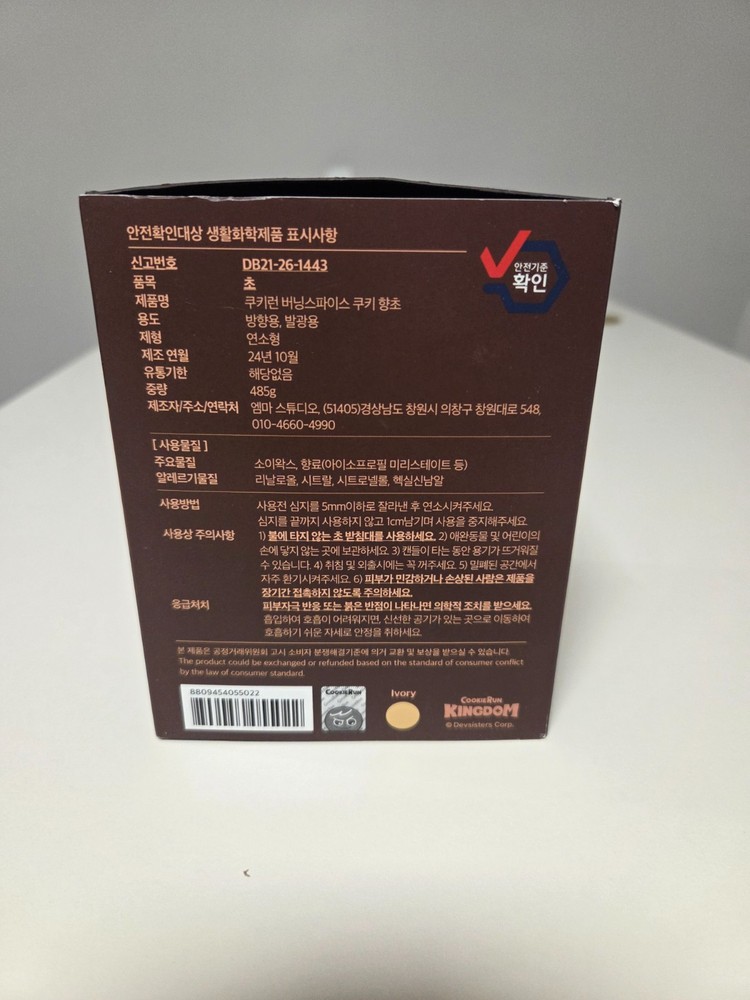 안전확인대상 생활화학제품 표시사항
안전기준
확인
신고번호 DB21-26-1443
품목 초
제품명 쿠키런 버닝스파이스 쿠키 향초
용도 방향용, 발광용
제형 연소형
제조 연월 24년 10월
유통기한 해당없음
중량 485g
제조자/주소/연락처 엠마 스튜디오, (51405)경상남도 창원시 의창구 창원대로 548,
010-4660-4990
[ 사용물질 ]
주요물질 소이왁스, 향료(아이소프로필 미리스테이트 등)
알레르기물질 리날로올, 시트랄, 시트로넬롤, 헥실신남알
사용방법 사용전 심지를 5mm이하로 잘라낸 후 연소시켜주세요.
심지를 끝까지 사용하지 않고 1cm남기며 사용을 중지해주세요.
사용상 주의사항 1) 불에 타지 않는 초 받침대를 사용하세요. 2) 애완동물 및 어린이의
손에 닿지 않는 곳에 보관하세요. 3) 캔들이 타는 동안 용기가 뜨거워질
수 있습니다. 4) 취침 및 외출시에는 꼭 꺼주세요. 5) 밀폐된 공간에서
자주 환기시켜주세요. 6) 피부가 민감하거나 손상된 사람은 제품을
장기간 접촉하지 않도록 주의하세요.
응급처치 피부자극 반응 또는 붉은 반점이 나타나면 의학적 조치를 받으세요.
흡입하여 호흡이 어려워지면, 신선한 공기가 있는 곳으로 이동하여
호흡하기 쉬운 자세로 안정을 취하세요.
본 제품은 공정거래위원회 고시 소비자 분쟁해결기준에 의거 교환 및 보상을 받으실 수 있습니다.
The product could be exchanged or refunded based on the standard of consumer conflict
by the law of consumer standard.
8809454055022
COOKIERUN
Ivory
COOKIERUN
KINGDOM
© Devsisters Corp.